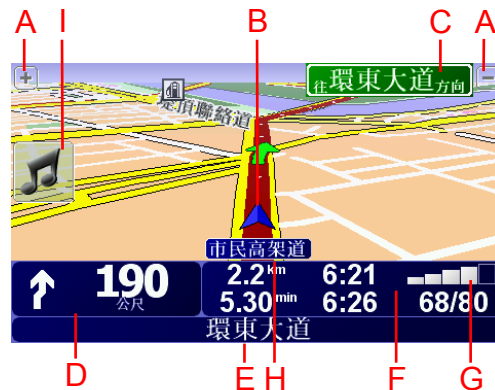 A I B C A
+ 往環東大道方向 −
堤頂聯絡道
市民高架道
190 2.2 km 6:21
公尺 5.30 min 6:26 68/80
環東大道
D E H F G